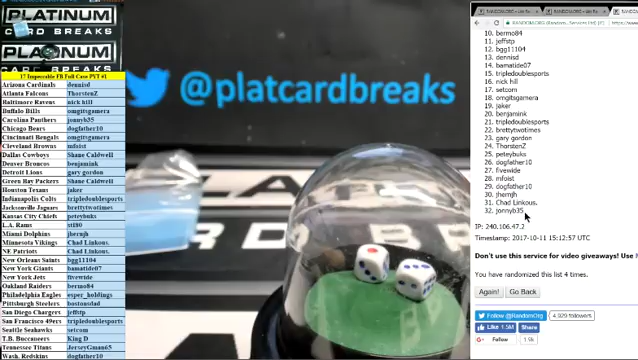 PLATINUM
CARD BREAKS
PLATINUM
CARD BREAKS
17 Impeccable FB Full Case PYT #1
Arizona Cardinals dennisd
Atlanta Falcons ThorstenZ
Baltimore Ravens nick hill
Buffalo Bills omgitsgamera
Carolina Panthers jonnyb35
Chicago Bears dogfather10
Cincinnati Bengals omgitsgamera
Cleveland Browns mfoist
Dallas Cowboys Shane Caldwell
Denver Broncos benjamink
Detroit Lions gary gordon
Green Bay Packers Shane Caldwell
Houston Texans jaker
Indianapolis Colts tripledoublesports
Jacksonville Jaguars brettytwotimes
Kansas City Chiefs peteybuks
L.A. Rams
Miami Dolphins jhernjh
Minnesota Vikings Chad Linkous.
NE Patriots Chad Linkous.
New Orleans Saints bgg11104
New York Giants bamatide07
New York Jets fivewide
Oakland Raiders bermo84
Philadelphia Eagles esper_holdings
Pittsburgh Steelers bostonsdad
San Diego Chargers jeffstp
San Francisco 49ers tripledoublesports
Seattle Seahawks setcom
T.B. Buccaneers King D
Tennessee Titans JerseyGman65
Wash. Redskins dogfather10
@platcardbreaks
10. bermo84
11. jeffstp
12. bgg11104
13. dennisd
14. bamatide07
15. tripledoublesports
16. nick hill
17. setcom
18. omgitsgamera
19. jaker
20. benjamink
21. tripledoublesports
22. brettytwotimes
23. gary gordon
24. ThorstenZ
25. peteybuks
26. dogfather10
27. fivewide
28. mfoist
29. dogfather10
30. jhernjh
31. Chad Linkous.
32. jonnyb35
IP: 240.106.47.2
Timestamp: 2017-10-11 15:12:57 UTC
Don't use this service for video giveaways! Use
You have randomized this list 4 times.
Again! Go Back
Follow @RandomOrg 4,929 followers
Like 1.5M Share